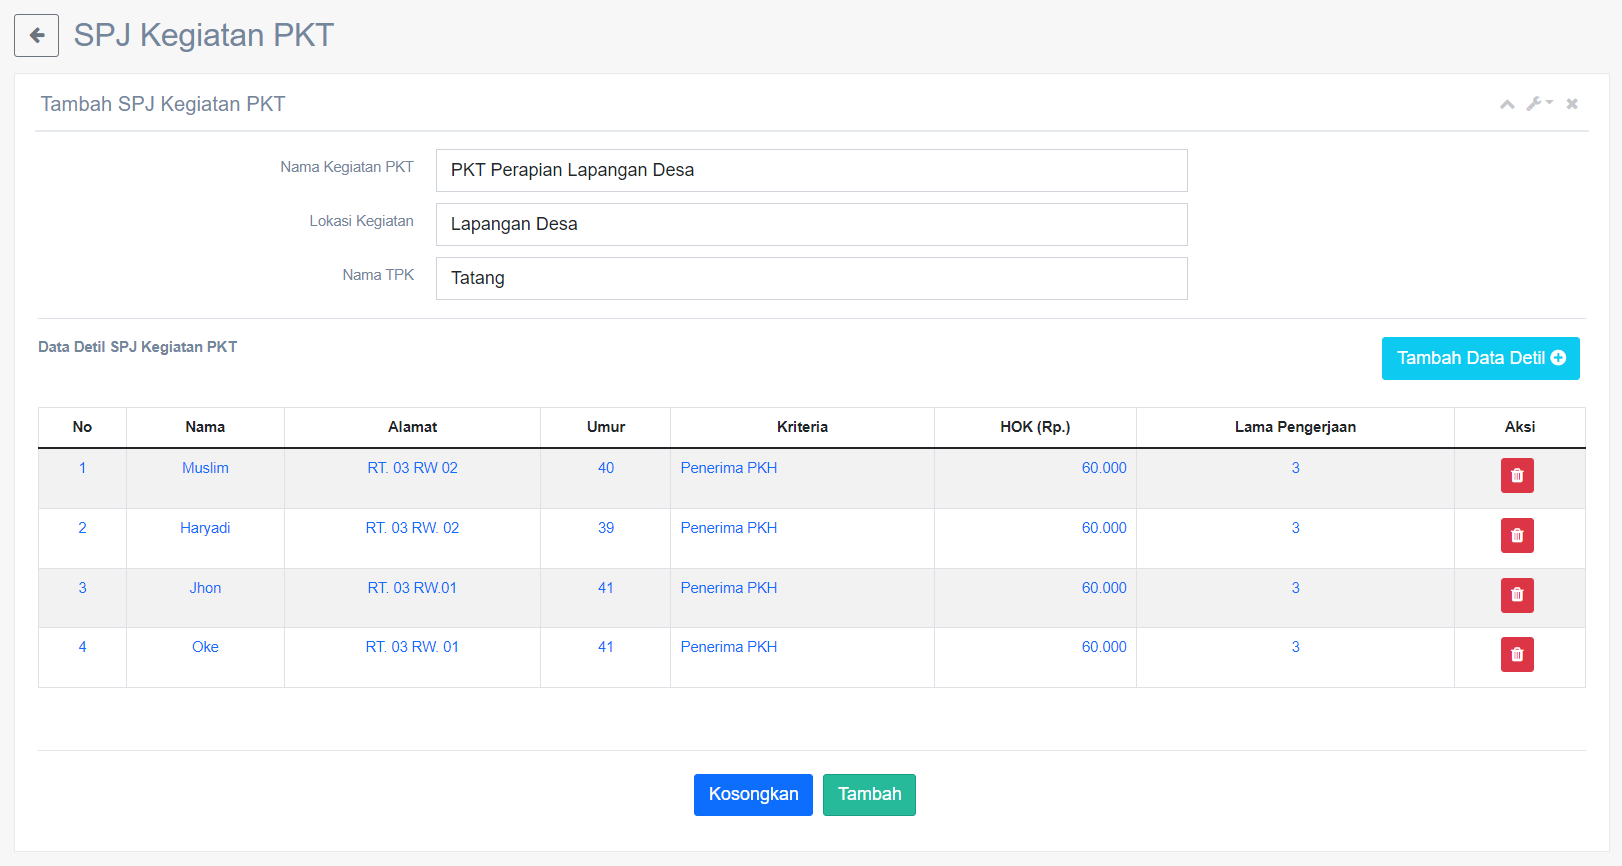 SPJ Kegiatan PKT
Tambah SPJ Kegiatan PKT
Nama Kegiatan PKT PKT Perapian Lapangan Desa
Lokasi Kegiatan Lapangan Desa
Nama TPK Tatang
Data Detil SPJ Kegiatan PKT
Tambah Data Detil
No Nama Alamat Umur Kriteria HOK (Rp.) Lama Pengerjaan Aksi
1 Muslim RT. 03 RW 02 40 Penerima PKH 60.000 3
2 Haryadi RT. 03 RW. 02 39 Penerima PKH 60.000 3
3 Jhon RT. 03 RW.01 41 Penerima PKH 60.000 3
4 Oke RT. 03 RW. 01 41 Penerima PKH 60.000 3
Kosongkan Tambah